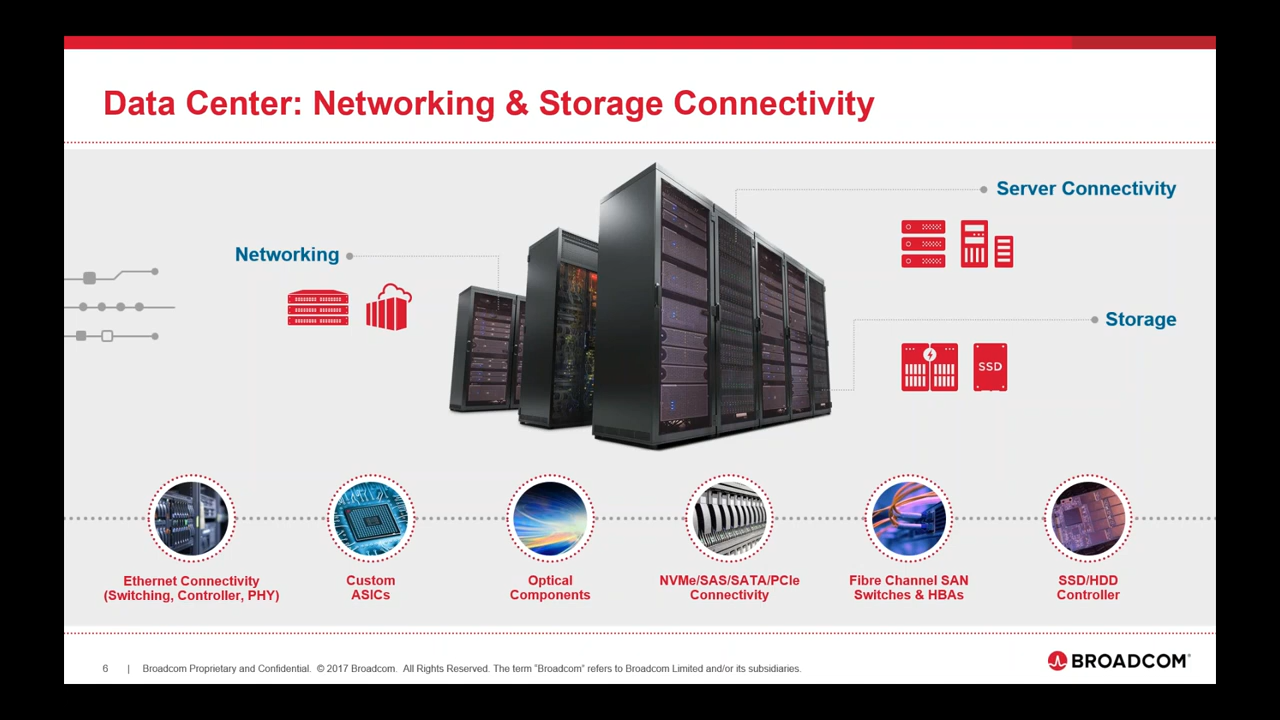 Data Center: Networking & Storage Connectivity
Server Connectivity
Networking
Storage
SSD
Ethernet Connectivity
(Switching, Controller, PHY)
Custom
ASICs
Optical
Components
NVMe/SAS/SATA/PCIe
Connectivity
Fibre Channel SAN
Switches & HBAs
SSD/HDD
Controller
6 | Broadcom Proprietary and Confidential. © 2017 Broadcom. All Rights Reserved. The term "Broadcom" refers to Broadcom Limited and/or its subsidiaries.
BROADCOM®